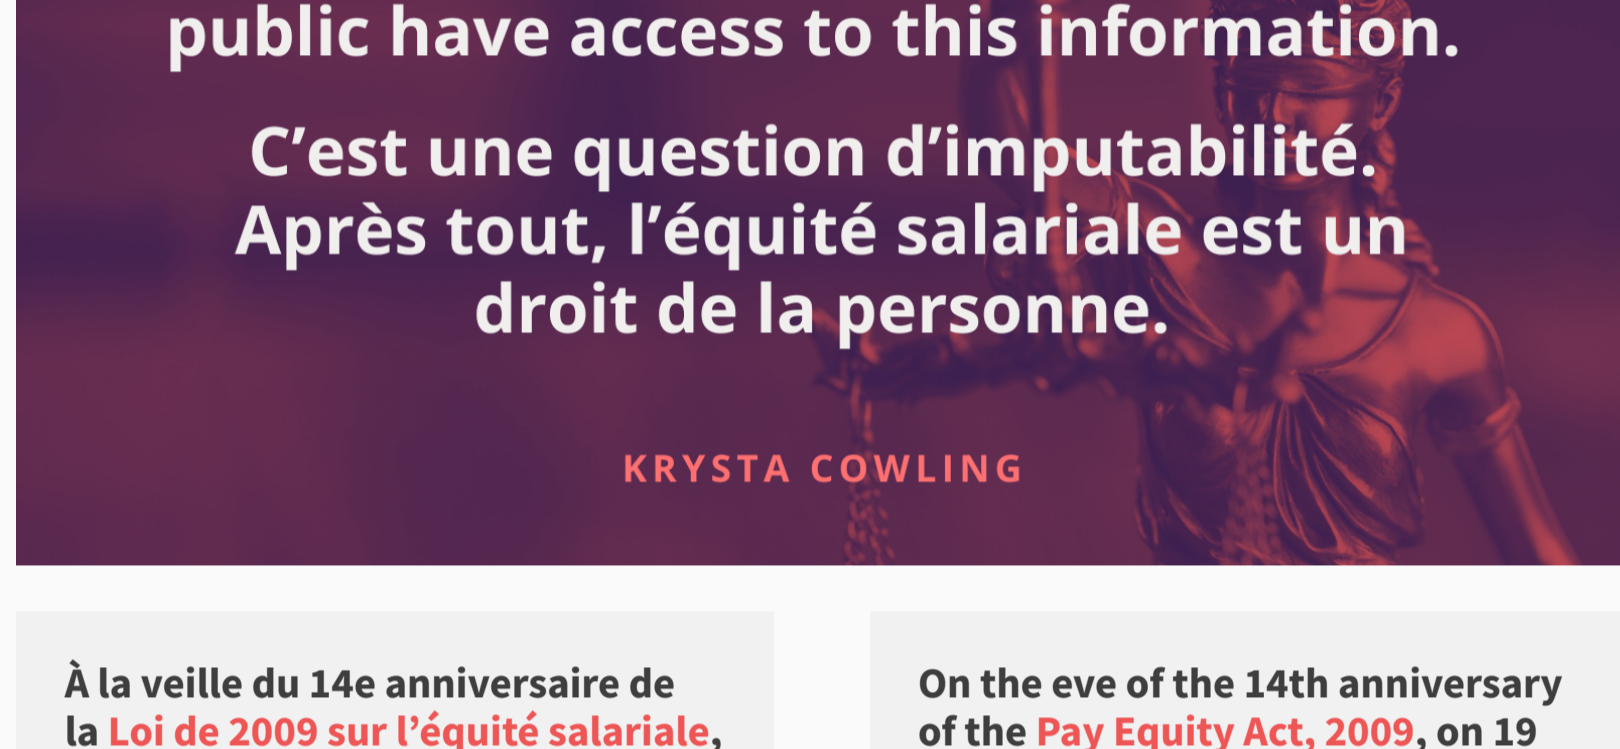 public have access to this information.
C’est une question d’imputabilité.
Après tout, l’équité salariale est un
droit de la personne.
KRYSTA COWLING
À la veille du 14e anniversaire de
la Loi de 2009 sur l’équité salariale,
On the eve of the 14th anniversary
of the Pay Equity Act, 2009, on 19